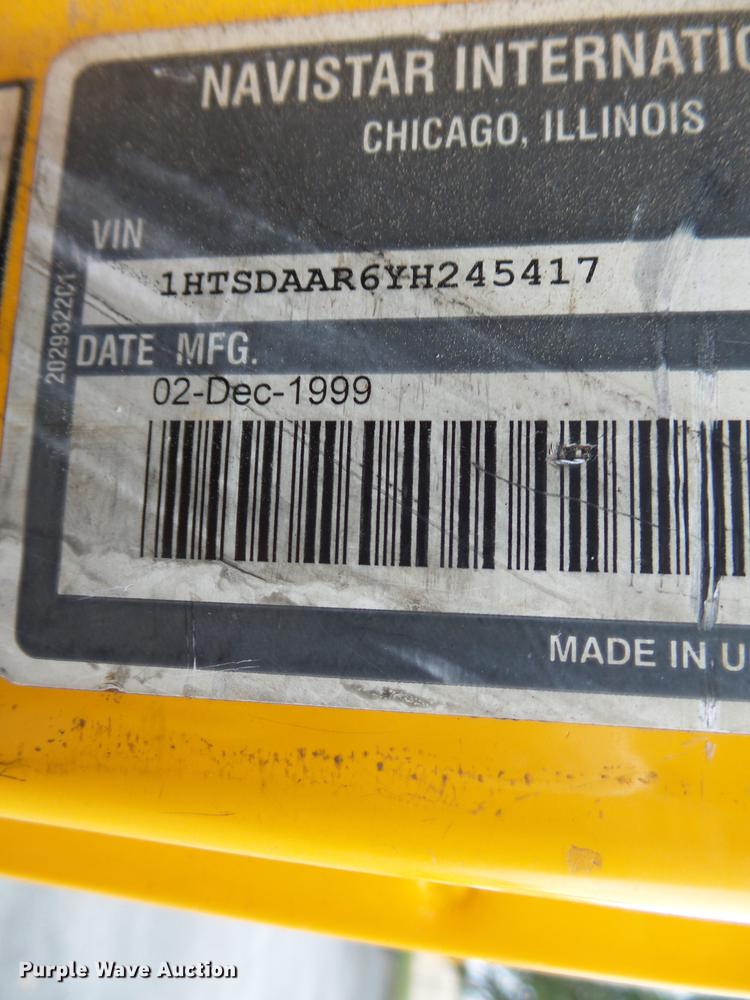 NAVISTAR INTERNATIO
CHICAGO, ILLINOIS
VIN
1HTSDAAR6YH245417
2029322C1
DATE MFG.
02-Dec-1999
MADE IN U
Purple Wave Auction